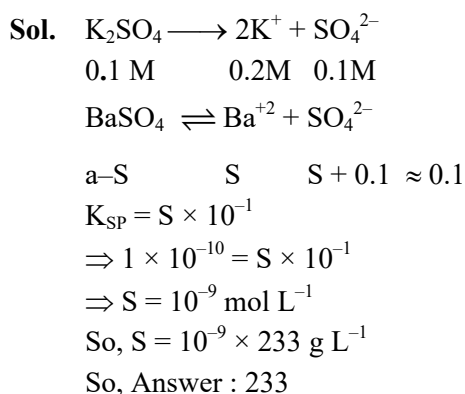 Sol. K₂SO₄ ⟶ 2K⁺ + SO₄²⁻
0.1 M 0.2M 0.1M
BaSO₄ ⇌ Ba⁺² + SO₄²⁻
a–S S S + 0.1 ≈ 0.1
K_SP = S × 10⁻¹
⇒ 1 × 10⁻¹⁰ = S × 10⁻¹
⇒ S = 10⁻⁹ mol L⁻¹
So, S = 10⁻⁹ × 233 g L⁻¹
So, Answer : 233